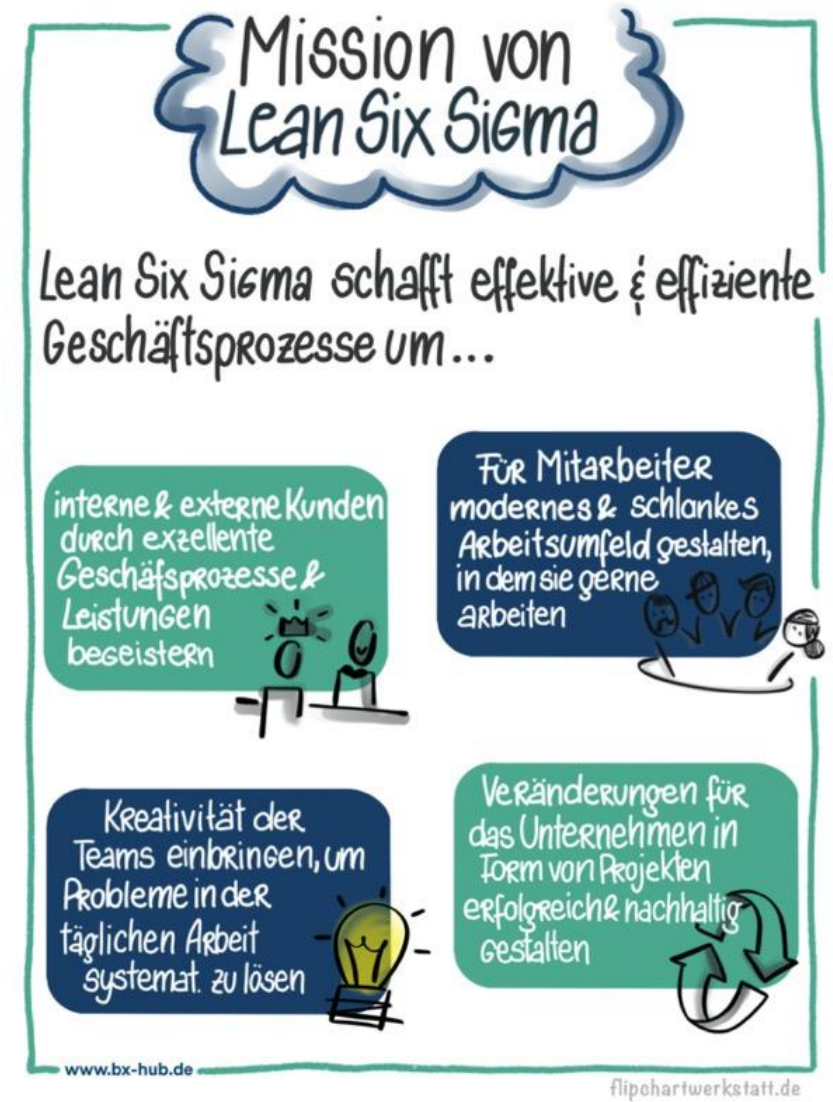 Mission von
Lean Six Sigma
Lean Six Sigma schafft effektive & effiziente
Geschäftsprozesse um...
interne & externe Kunden
durch exzellente
Geschäfsprozesse &
Leistungen
begeistern
Für Mitarbeiter
modernes & schlankes
Arbeitsumfeld gestalten,
in dem sie gerne
arbeiten
Kreativität der
Teams einbringen, um
Probleme in der
täglichen Arbeit
systemat. zu lösen
Veränderungen für
das Unternehmen in
Form von Projekten
erfolgreich & nachhaltig
gestalten
www.bx-hub.de
flipchartwerkstatt.de